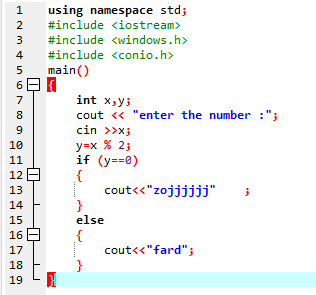 1 using namespace std;
2 #include <iostream>
3 #include <windows.h>
4 #include <conio.h>
5 main()
6 {
7 int x,y;
8 cout << "enter the number :";
9 cin >>x;
10 y=x % 2;
11 if (y==0)
12 {
13 cout<<"zojjjjjj" ;
14 }
15 else
16 {
17 cout<<"fard";
18 }
19 }